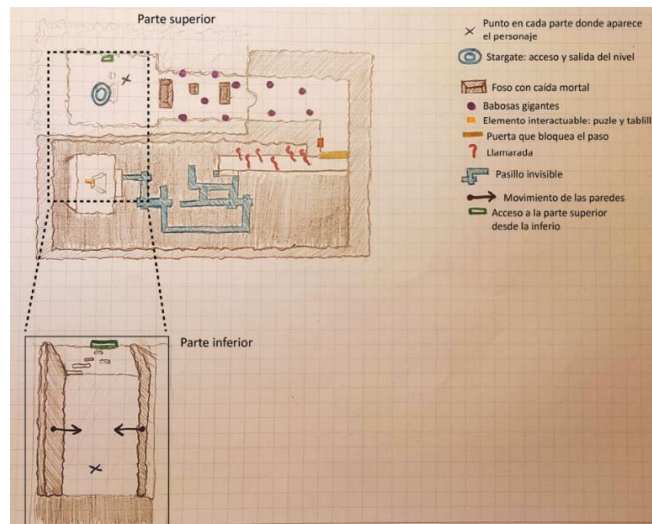 Parte superior
Punto en cada parte donde aparece
el personaje
Stargate: acceso y salida del nivel
Foso con caída mortal
Babosas gigantes
Elemento interactuable: puzle y tablill
Puerta que bloquea el paso
Llamarada
Pasillo invisible
Movimiento de las paredes
Acceso a la parte superior
desde la inferio
Parte inferior